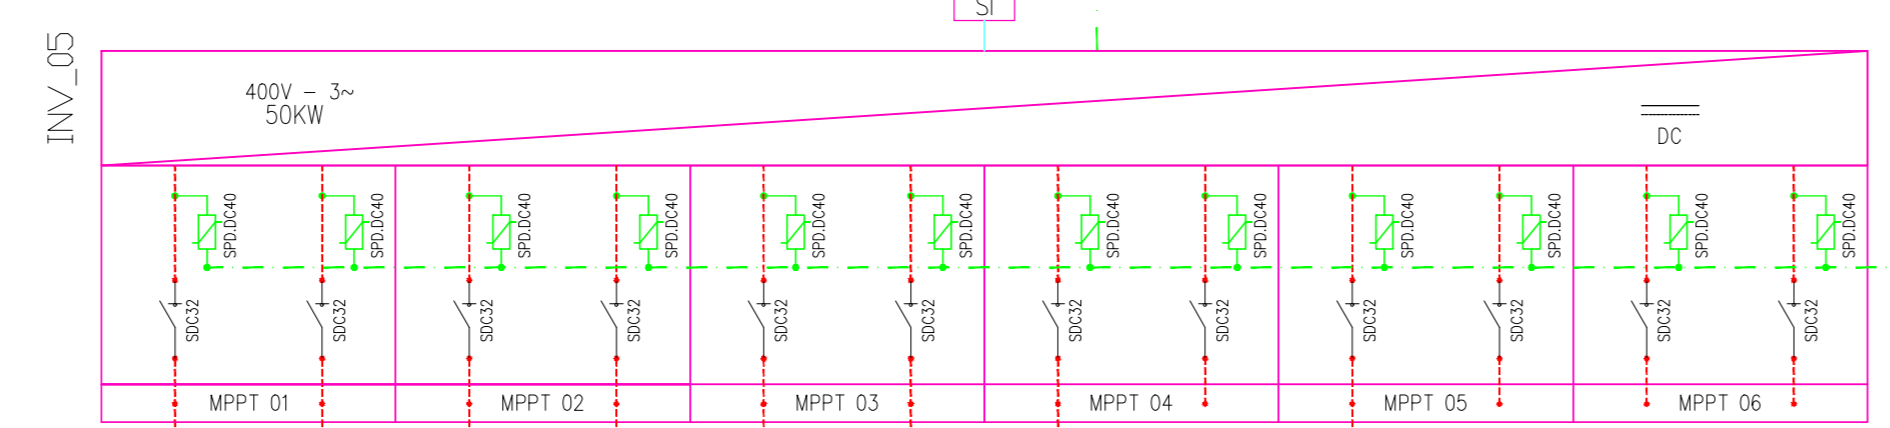 SI
INV_05
400V - 3~
50KW
DC
SPD.DC40
SPD.DC40
SPD.DC40
SPD.DC40
SPD.DC40
SPD.DC40
SPD.DC40
SPD.DC40
SPD.DC40
SPD.DC40
SPD.DC40
SPD.DC40
SDC32
SDC32
SDC32
SDC32
SDC32
SDC32
SDC32
SDC32
SDC32
SDC32
SDC32
SDC32
MPPT 01
MPPT 02
MPPT 03
MPPT 04
MPPT 05
MPPT 06